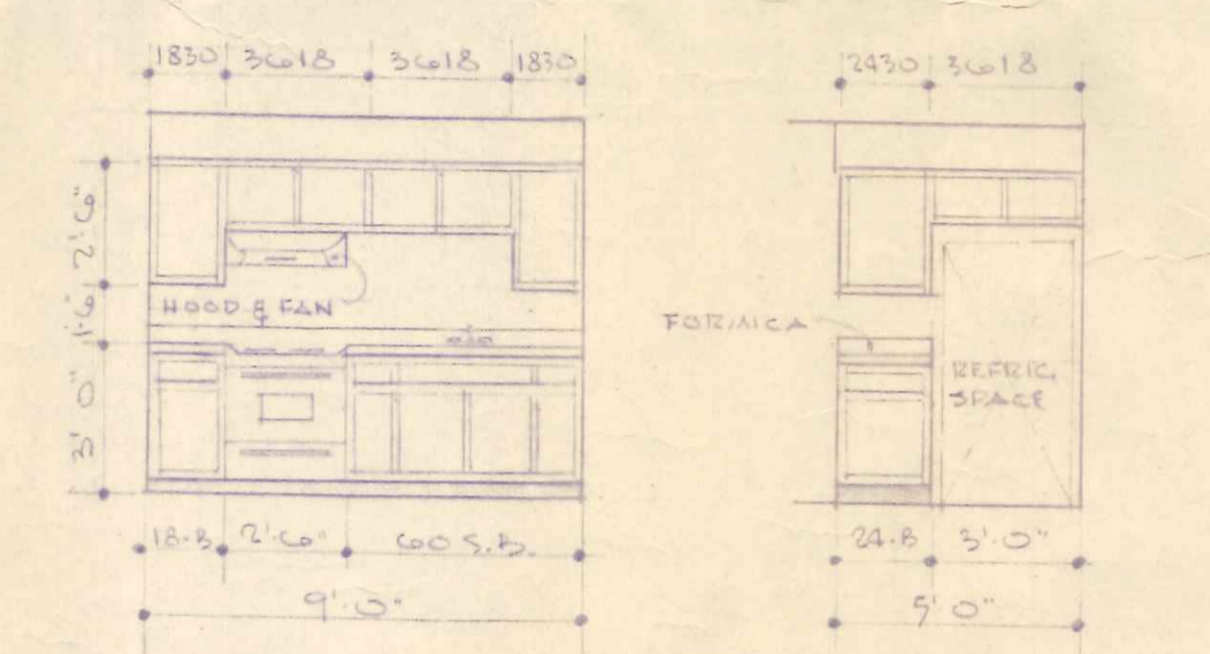 1830 3618 3618 1830
2'-6"
1'-6
3'-0"
HOOD & FAN
18-B 2'-6" 60 S.B.
9'-0"
2430 3618
FORMICA
REFRIG.
SPACE
24-B 3'-0"
5'-0"